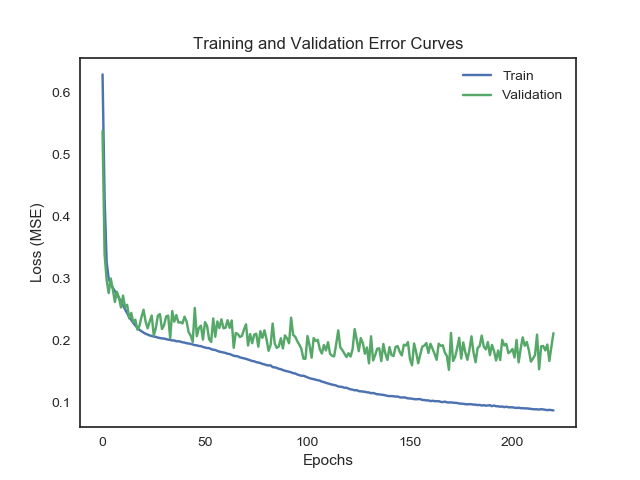 Training and Validation Error Curves
Train
Validation
Loss (MSE)
0.6
0.5
0.4
0.3
0.2
0.1
0 50 100 150 200
Epochs